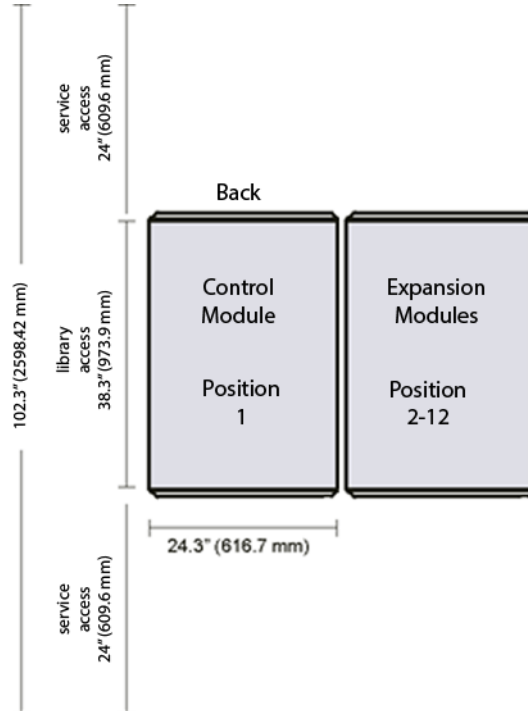 service
access
24"(609.6 mm)
Back
102.3"(2598.42 mm)
library
access
38.3"(973.9 mm)
Control
Module
Position
1
Expansion
Modules
Position
2-12
24.3" (616.7 mm)
service
access
24"(609.6 mm)